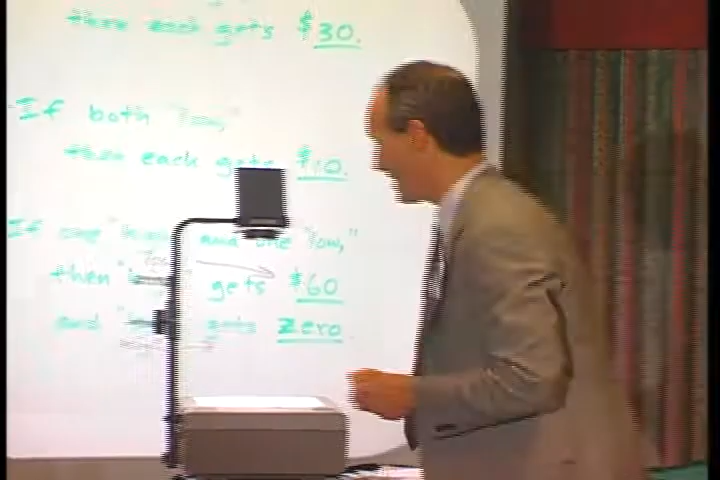 then each gets $30.
If both "Low,"
then each gets $10.
If one and one "Low,"
then gets $60
and gets zero